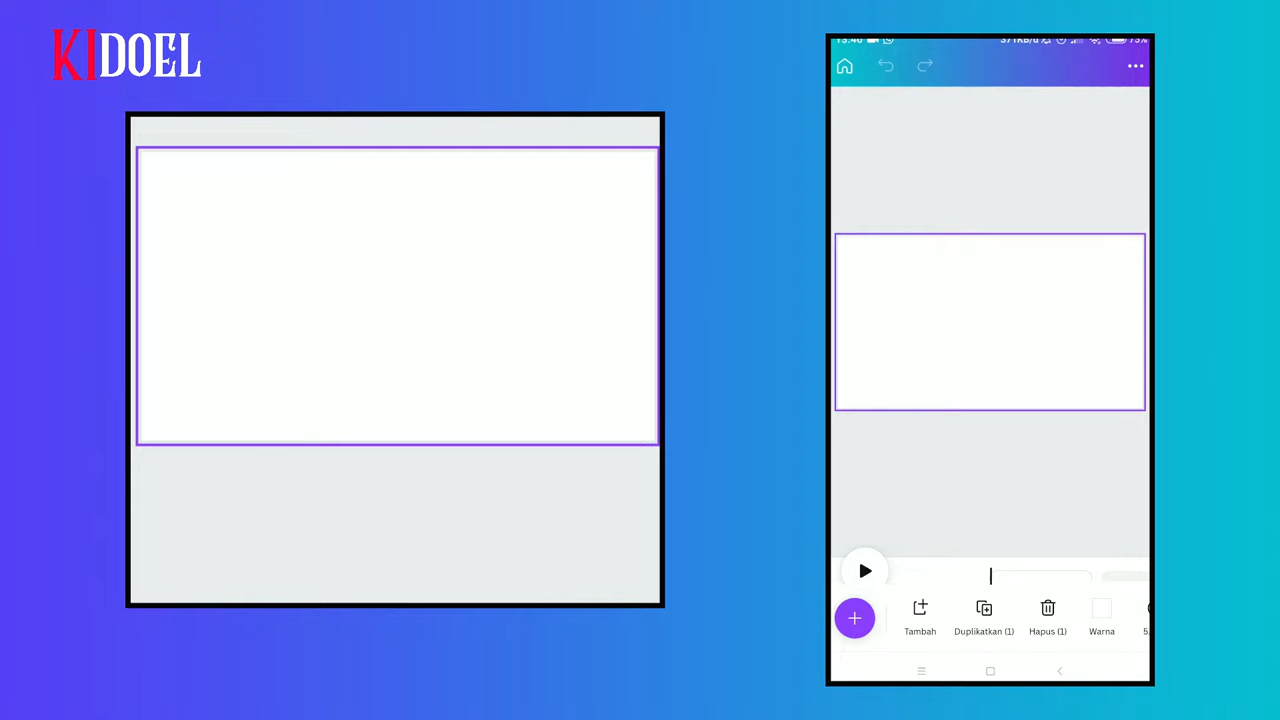 KIDOEL
Tambah
Duplikatkan (1)
Hapus (1)
Warna